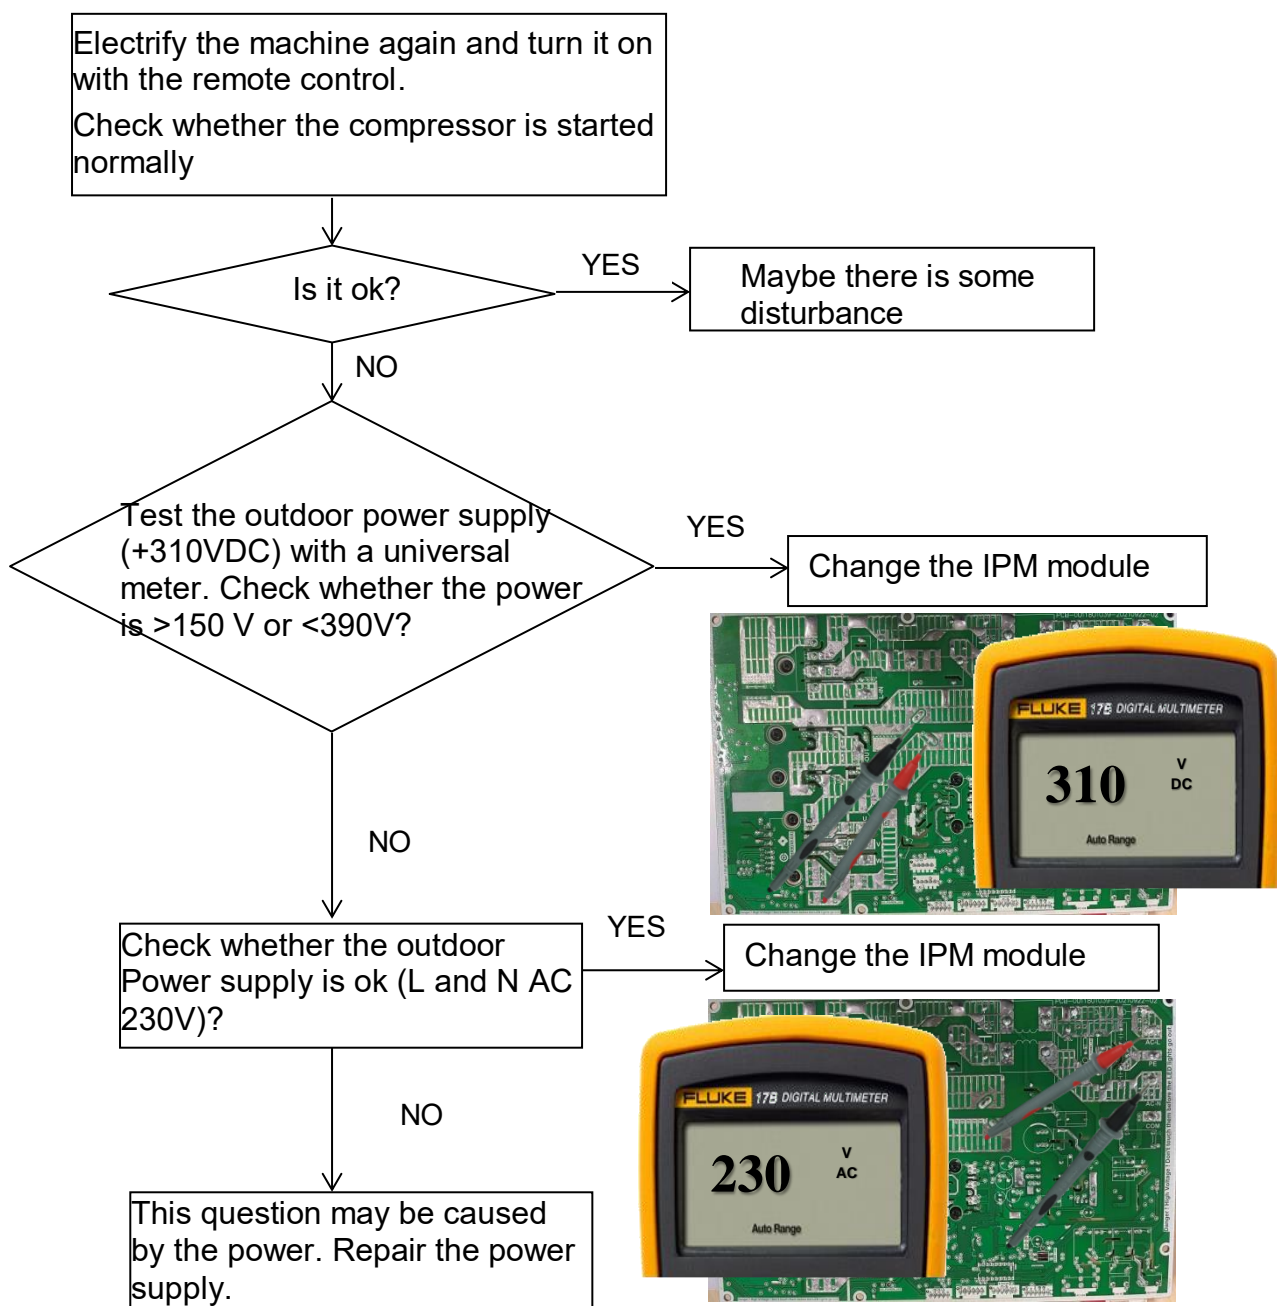 Electrify the machine again and turn it on
with the remote control.
Check whether the compressor is started
normally
Is it ok?
YES
Maybe there is some
disturbance
NO
Test the outdoor power supply
(+310VDC) with a universal
meter. Check whether the power
is >150 V or <390V?
YES
Change the IPM module
FLUKE 17B DIGITAL MULTIMETER
310
V
DC
Auto Range
NO
Check whether the outdoor
Power supply is ok (L and N AC
230V)?
YES
Change the IPM module
AC-L
PE
AC-N
COM
FLUKE 17B DIGITAL MULTIMETER
230
V
AC
Auto Range
NO
This question may be caused
by the power. Repair the power
supply.